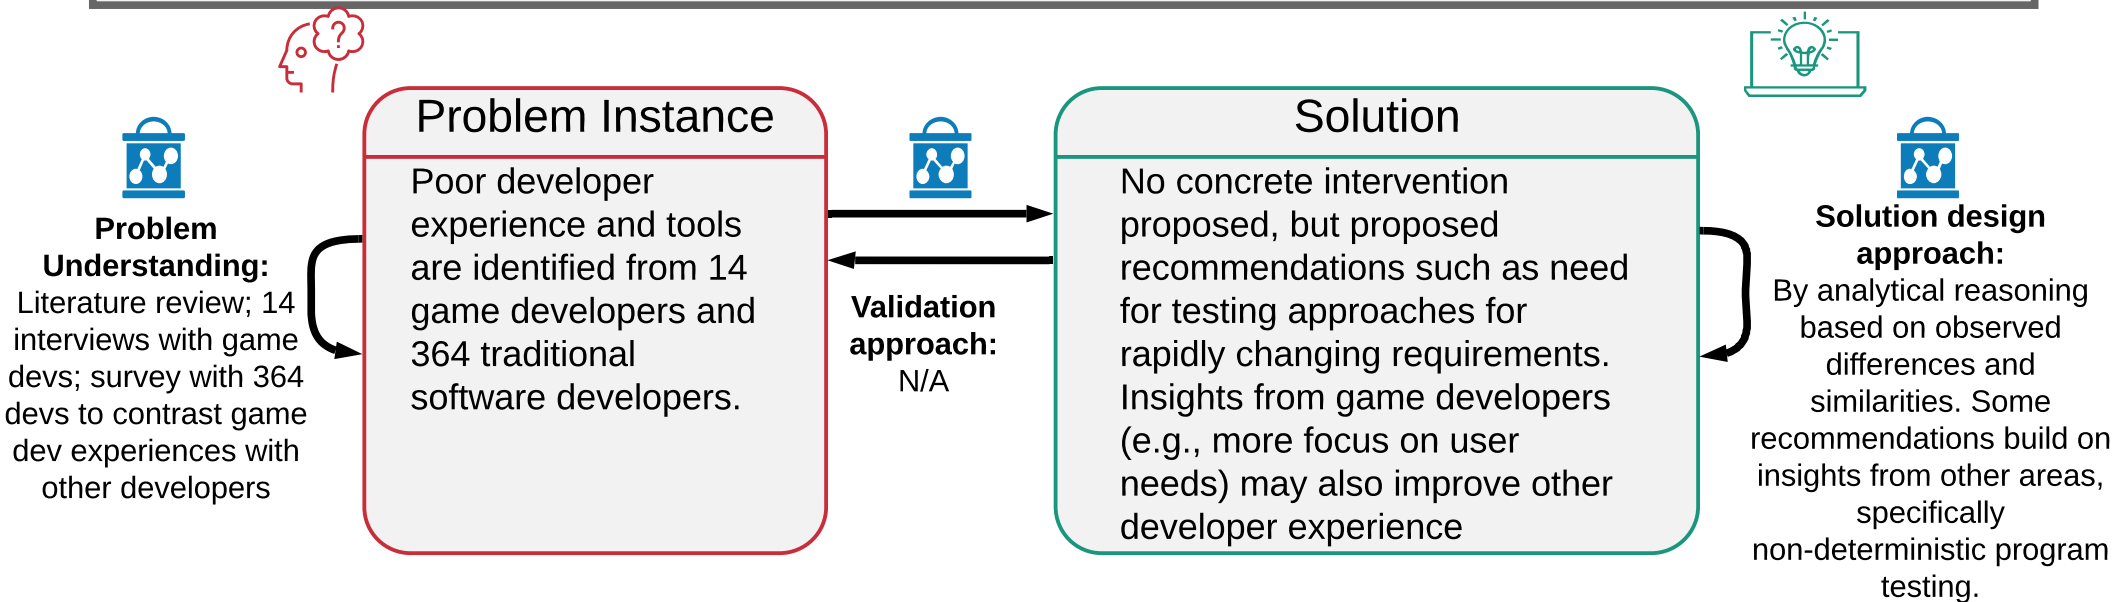 Problem
Understanding:
Literature review; 14
interviews with game
devs; survey with 364
devs to contrast game
dev experiences with
other developers
?
Problem Instance
Poor developer
experience and tools
are identified from 14
game developers and
364 traditional
software developers.
Validation
approach:
N/A
Solution
No concrete intervention
proposed, but proposed
recommendations such as need
for testing approaches for
rapidly changing requirements.
Insights from game developers
(e.g., more focus on user
needs) may also improve other
developer experience
Solution design
approach:
By analytical reasoning
based on observed
differences and
similarities. Some
recommendations build on
insights from other areas,
specifically
non-deterministic program
testing.